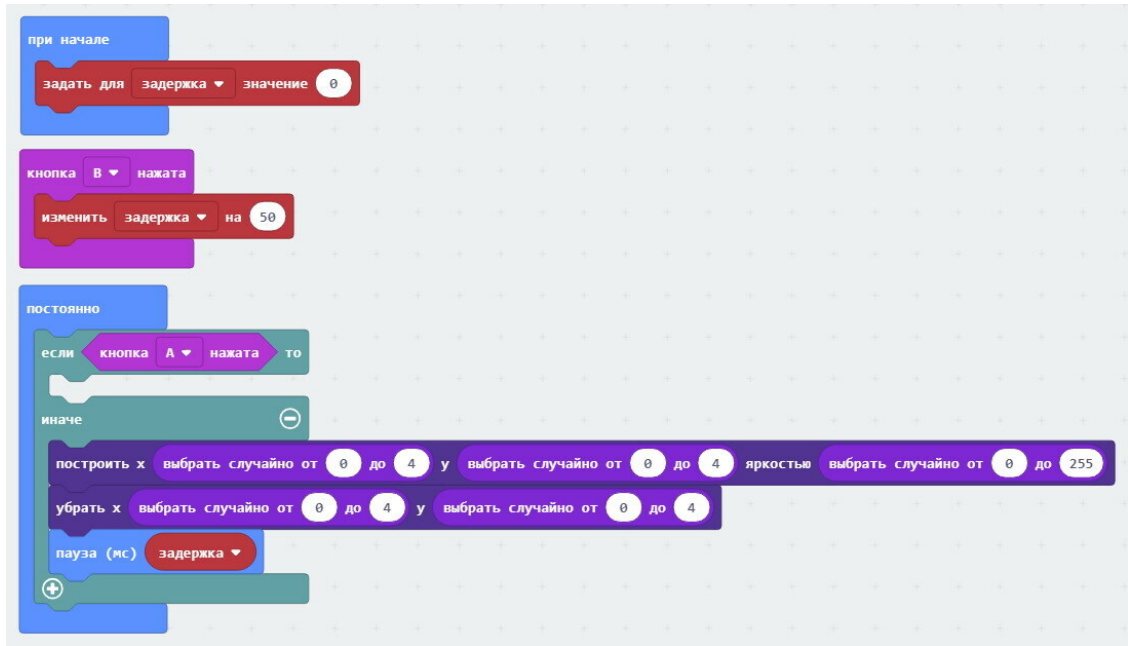 при начале
задать для задержка значение 0
кнопка B нажата
изменить задержка на 50
постоянно
если кнопка A нажата то
иначе
построить x выбрать случайно от 0 до 4 y выбрать случайно от 0 до 4 яркостью выбрать случайно от 0 до 255
убрать x выбрать случайно от 0 до 4 y выбрать случайно от 0 до 4
пауза (мс) задержка